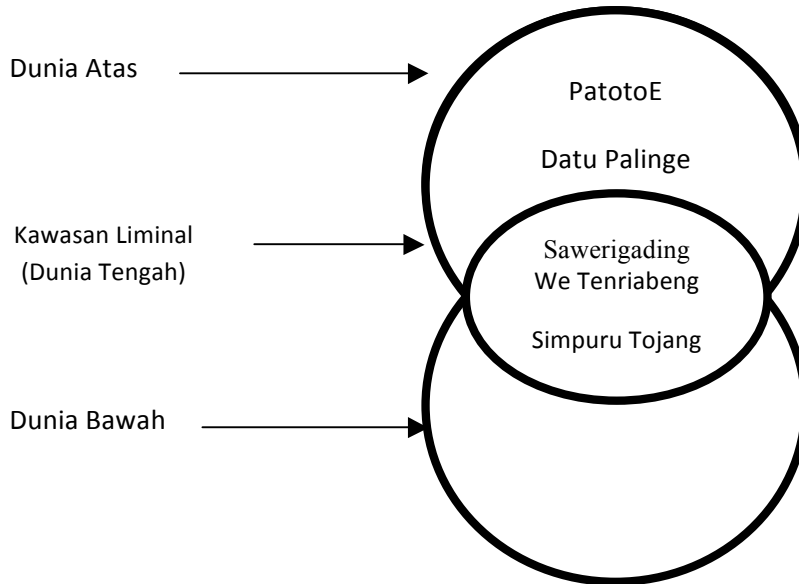 Dunia Atas
PatotoE
Datu Palinge
Kawasan Liminal
(Dunia Tengah)
Sawerigading
We Tenriabeng
Simpuru Tojang
Dunia Bawah